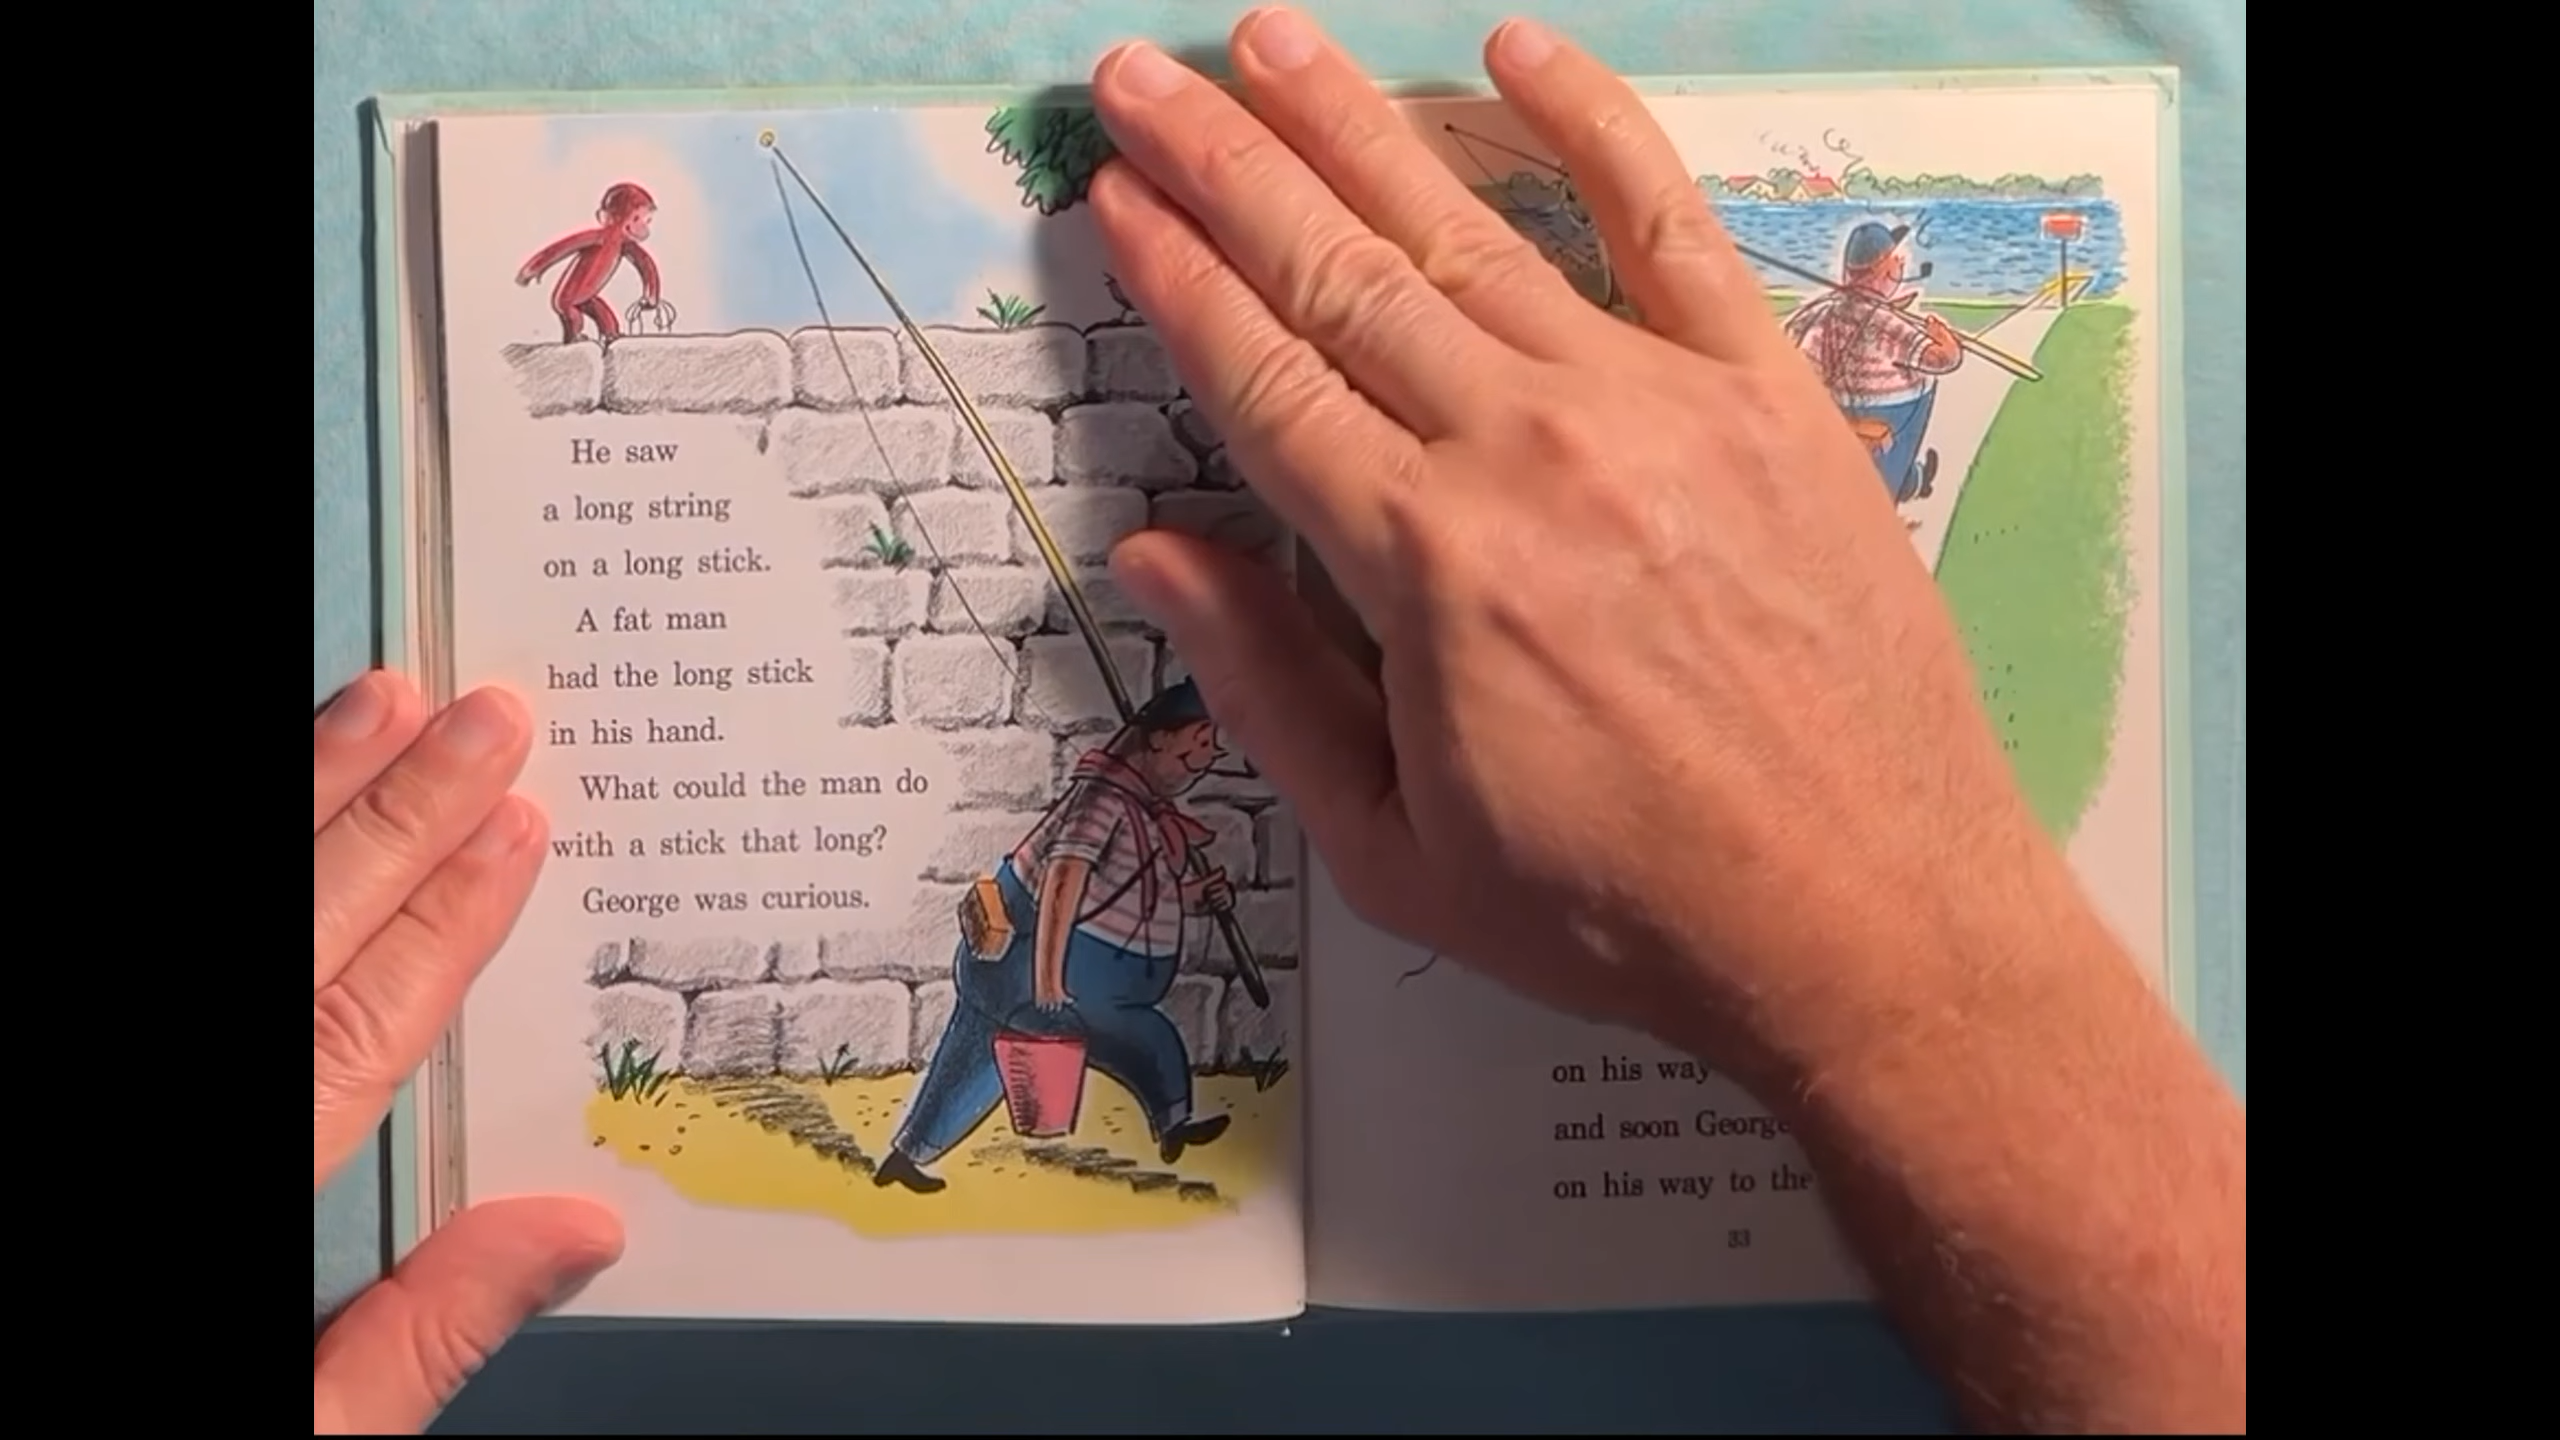 He saw
a long string
on a long stick.
A fat man
had the long stick
in his hand.
What could the man do
with a stick that long?
George was curious.
on his way
and soon George
on his way to the
33